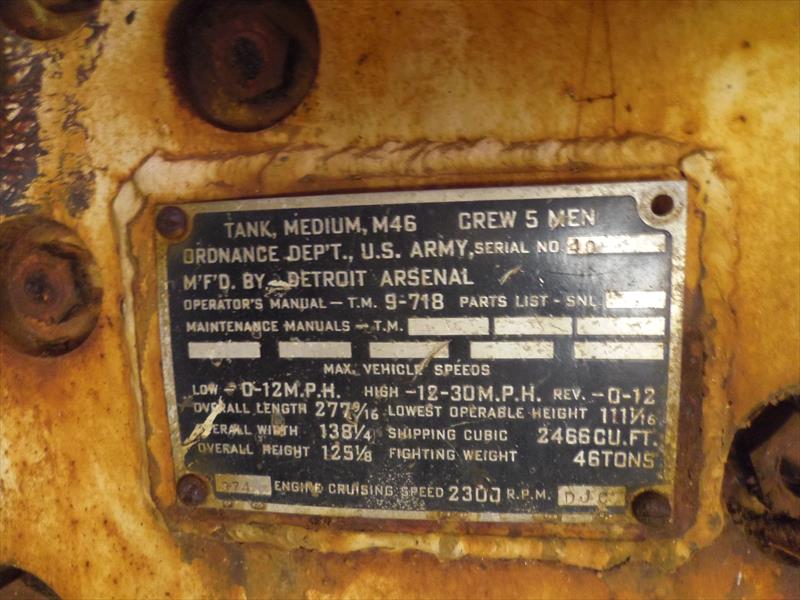 TANK, MEDIUM, M46 CREW 5 MEN
ORDNANCE DEP'T., U.S. ARMY, SERIAL NO.
M'F'D. BY DETROIT ARSENAL
OPERATOR'S MANUAL - T.M. 9-718 PARTS LIST - SNL
MAINTENANCE MANUALS - T.M.
MAX. VEHICLE SPEEDS
LOW - 0-12 M.P.H. HIGH - 12-30 M.P.H. REV. - 0-12
OVERALL LENGTH 277 9/16 LOWEST OPERABLE HEIGHT 111 1/16
OVERALL WIDTH 138 1/4 SHIPPING CUBIC 2466 CU. FT.
OVERALL HEIGHT 125 1/8 FIGHTING WEIGHT 46 TONS
ENGINE CRUISING SPEED 2300 R.P.M.